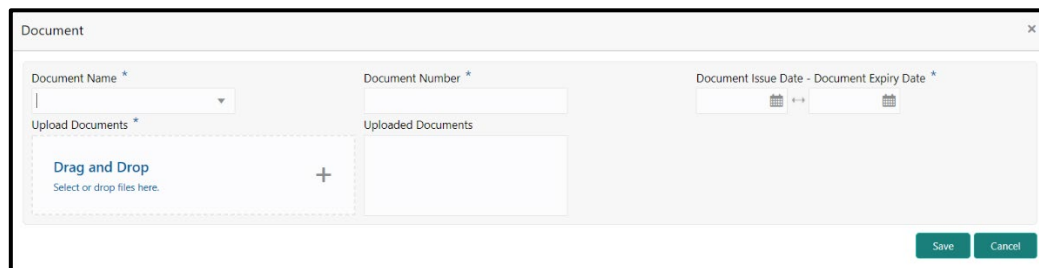 Document ×
Document Name * Document Number * Document Issue Date - Document Expiry Date *
Upload Documents * Uploaded Documents
Drag and Drop
Select or drop files here.
Save Cancel